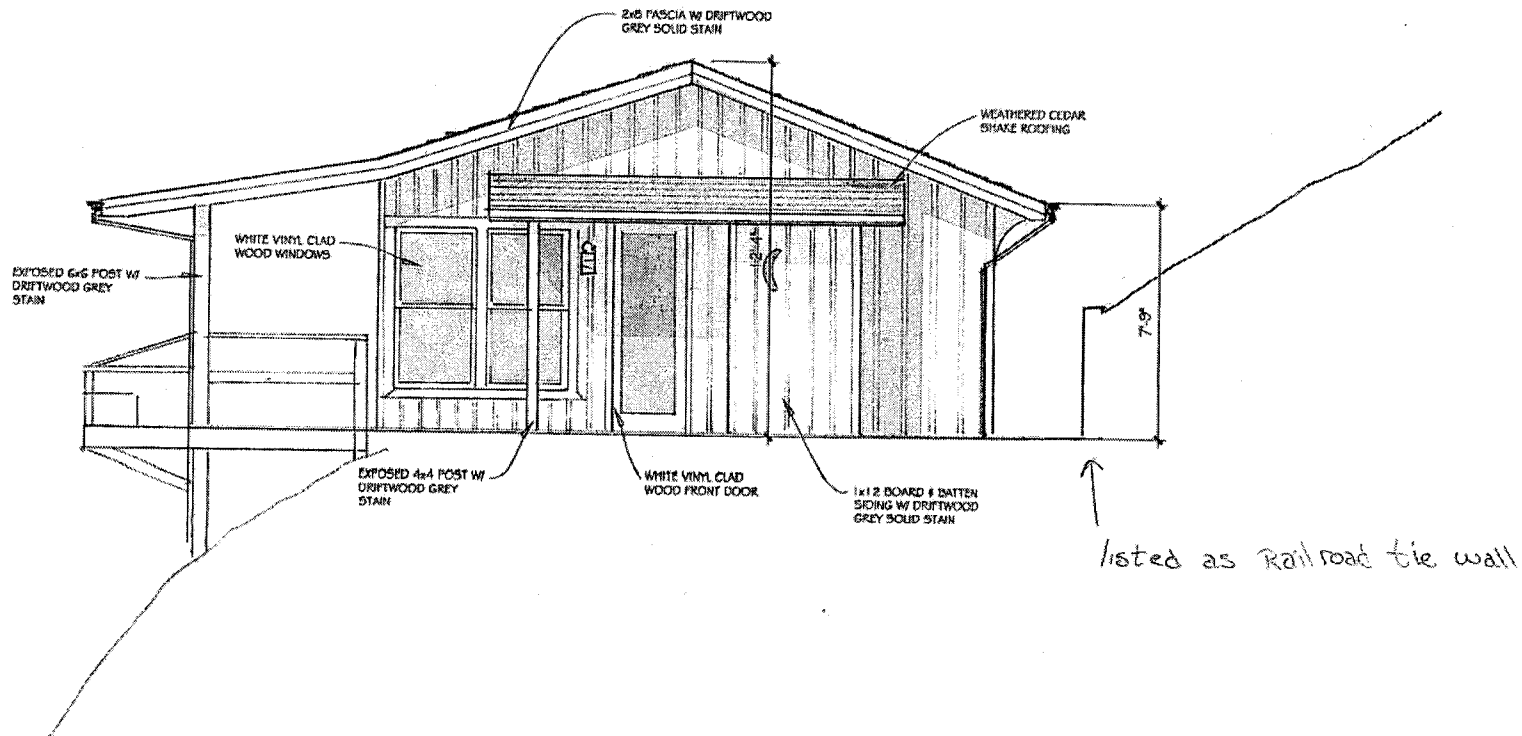 2x8 FASCIA W/ DRIFTWOOD
GREY SOLID STAIN
WEATHERED CEDAR
SHAKE ROOFING
WHITE VINYL CLAD
WOOD WINDOWS
EXPOSED 6x6 POST W/
DRIFTWOOD GREY
STAIN
12'-4"
7'-9"
EXPOSED 4x4 POST W/
DRIFTWOOD GREY
STAIN
WHITE VINYL CLAD
WOOD FRONT DOOR
1x12 BOARD & BATTEN
SIDING W/ DRIFTWOOD
GREY SOLID STAIN
listed as Railroad tie wall